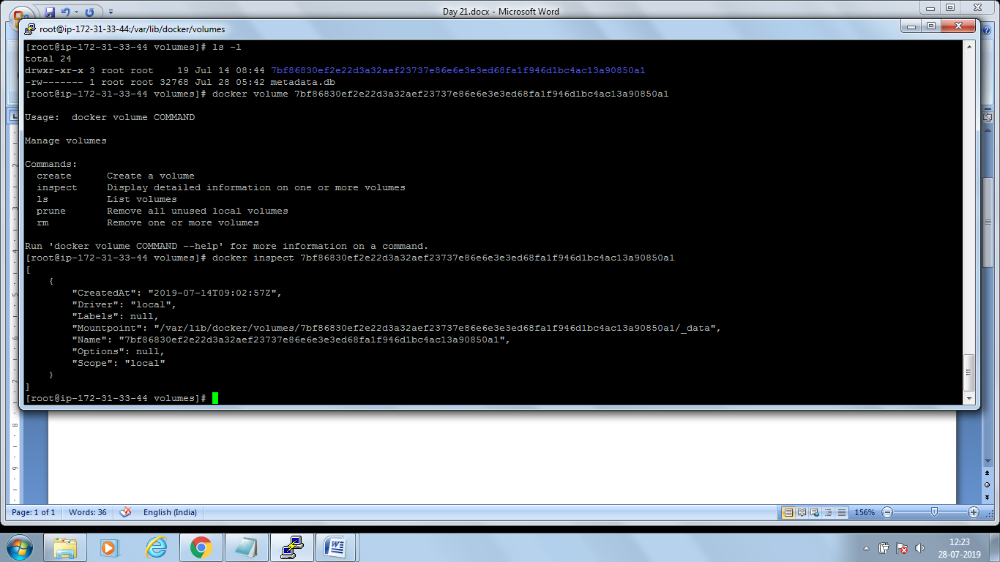 Day 21.docx - Microsoft Word
root@ip-172-31-33-44:/var/lib/docker/volumes
[root@ip-172-31-33-44 volumes]# ls -l
total 24
drwxr-xr-x 3 root root    19 Jul 14 08:44 7bf86830ef2e22d3a32aef23737e86e6e3e3ed68fa1f946d1bc4ac13a90850a1
-rw------- 1 root root 32768 Jul 28 05:42 metadata.db
[root@ip-172-31-33-44 volumes]# docker volume 7bf86830ef2e22d3a32aef23737e86e6e3e3ed68fa1f946d1bc4ac13a90850a1
Usage:  docker volume COMMAND
Manage volumes
Commands:
  create      Create a volume
  inspect     Display detailed information on one or more volumes
  ls          List volumes
  prune       Remove all unused local volumes
  rm          Remove one or more volumes
Run 'docker volume COMMAND --help' for more information on a command.
[root@ip-172-31-33-44 volumes]# docker inspect 7bf86830ef2e22d3a32aef23737e86e6e3e3ed68fa1f946d1bc4ac13a90850a1
[
    {
        "CreatedAt": "2019-07-14T09:02:57Z",
        "Driver": "local",
        "Labels": null,
        "Mountpoint": "/var/lib/docker/volumes/7bf86830ef2e22d3a32aef23737e86e6e3e3ed68fa1f946d1bc4ac13a90850a1/_data",
        "Name": "7bf86830ef2e22d3a32aef23737e86e6e3e3ed68fa1f946d1bc4ac13a90850a1",
        "Options": null,
        "Scope": "local"
    }
]
[root@ip-172-31-33-44 volumes]#
Page: 1 of 1 Words: 36 English (India) 156%
12:23
28-07-2019